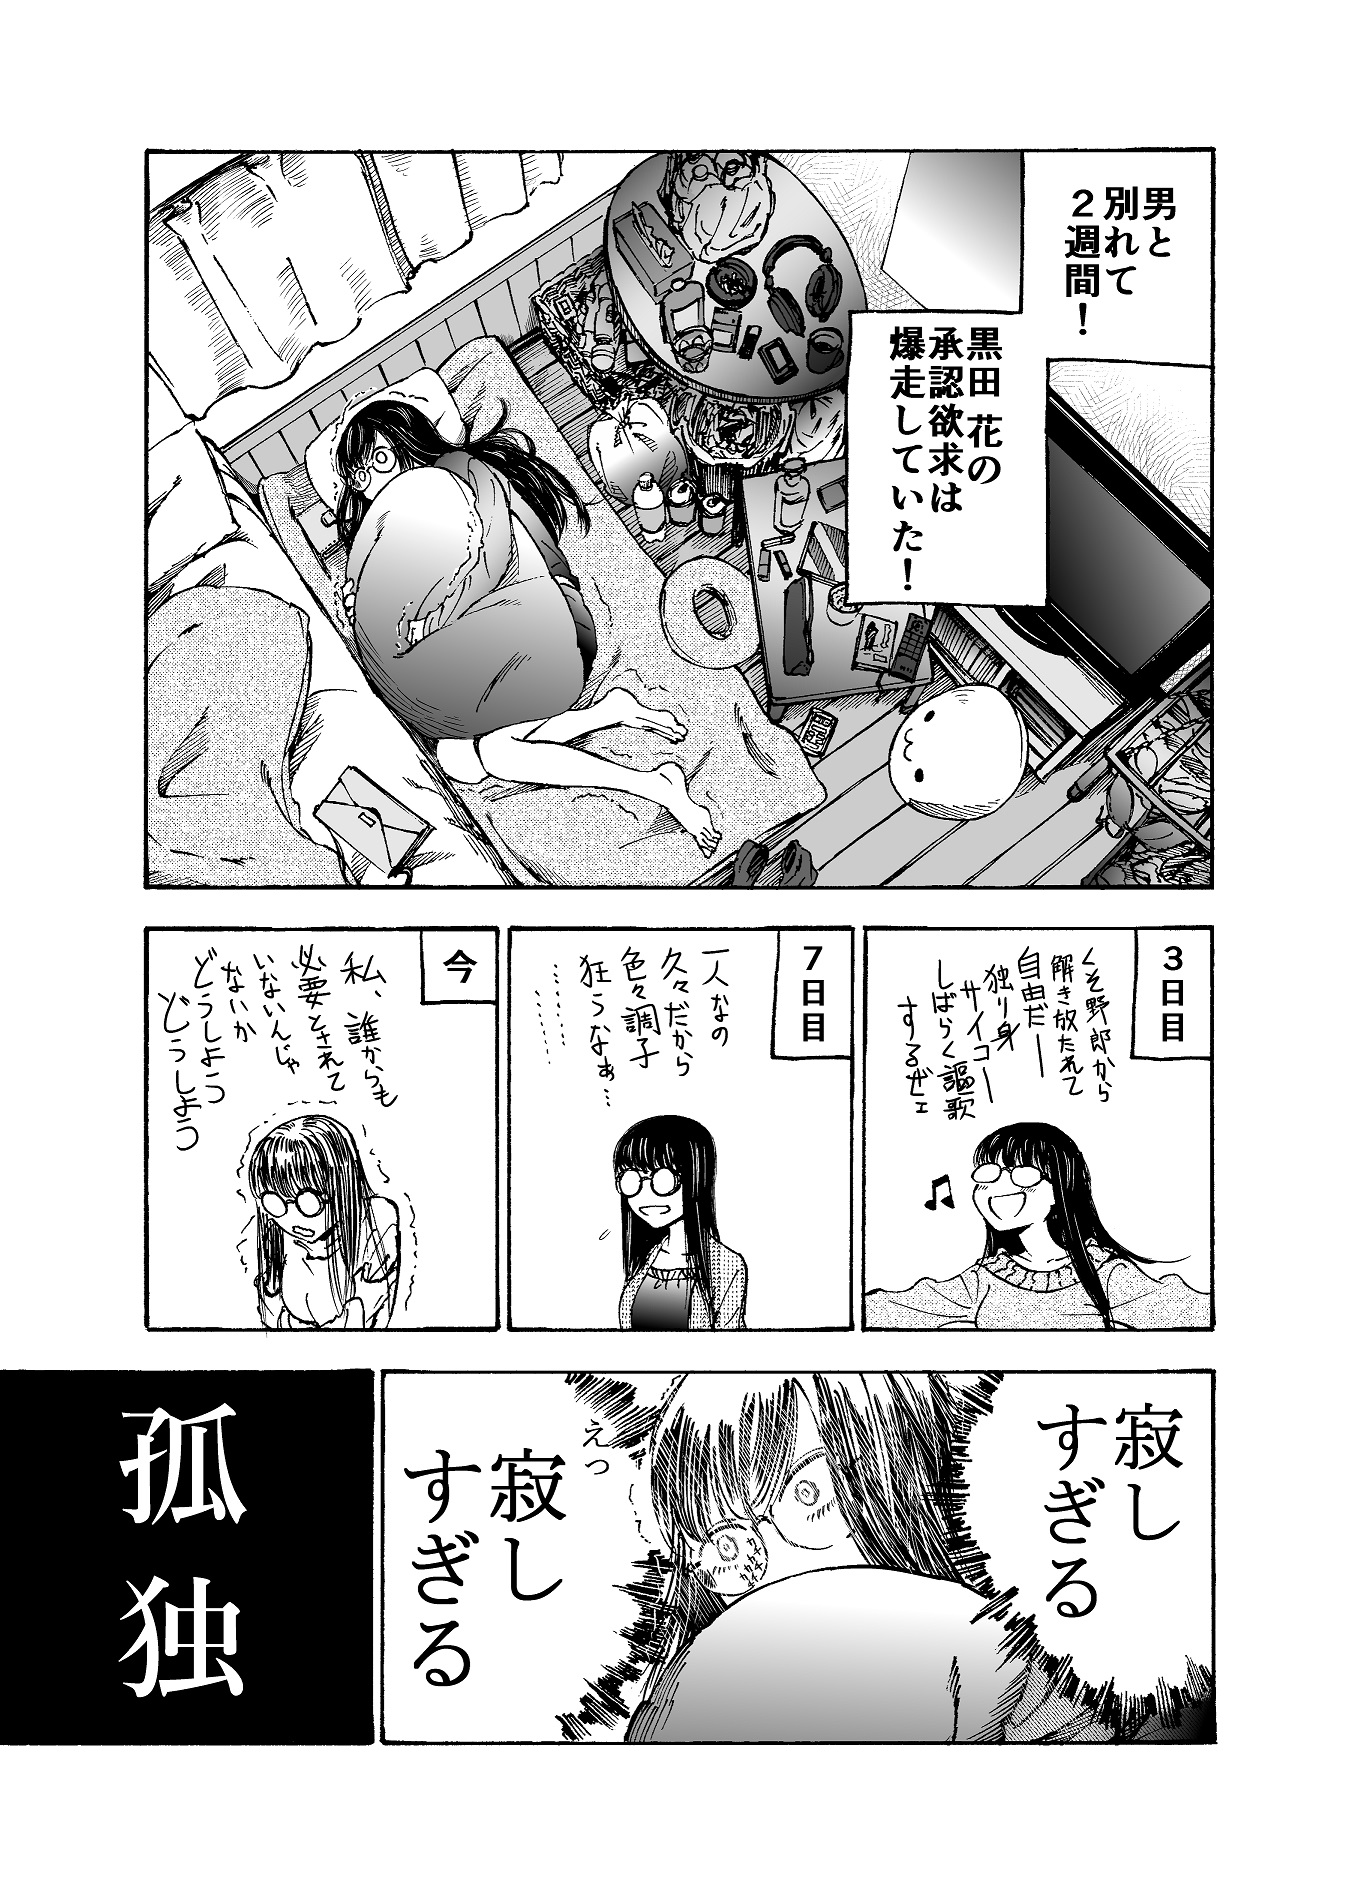 男と
別れて
２週間！
黒田 花の
承認欲求は
爆走していた！
３日目
くそ野郎から
解き放たれて
自由だー
独り身
サイコー
しばらく謳歌
するぜェ
７日目
一人なの
久々だから
色々調子
狂うなぁ…
………
………
今
私、誰からも
必要とされて
いないんじゃ
ないか
どうしよう
どうしよう
寂し
すぎる
えっ
寂し
すぎる
孤独